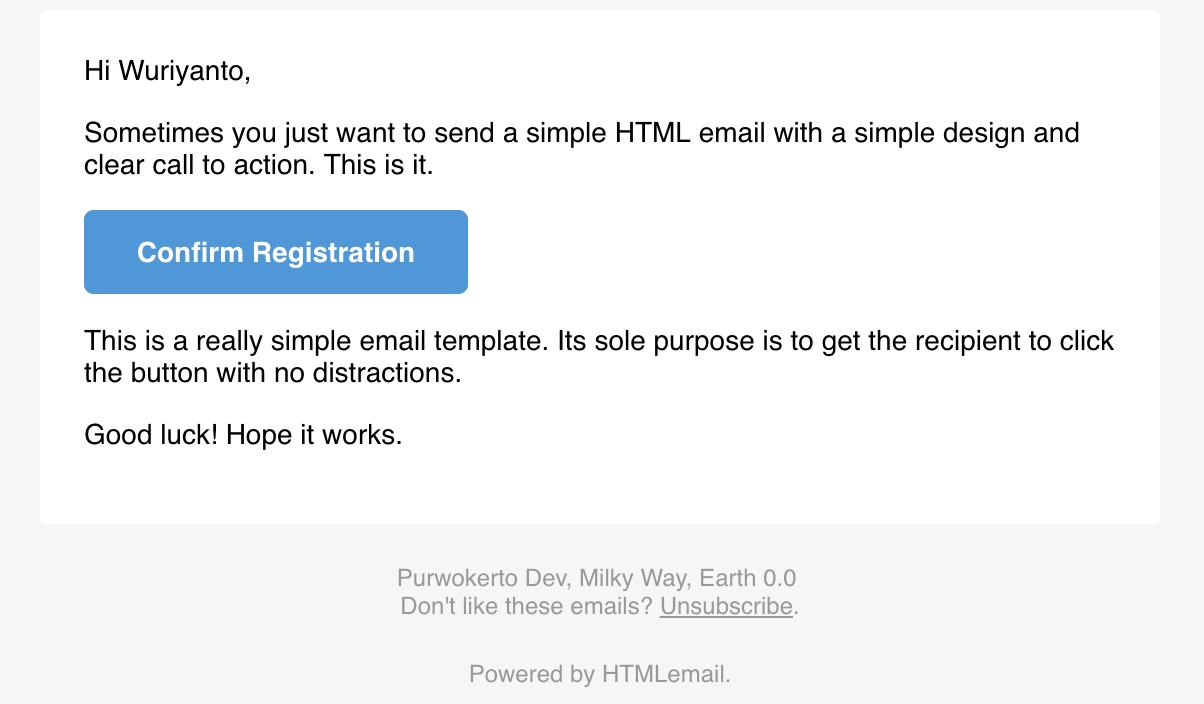 Hi Wuriyanto,
Sometimes you just want to send a simple HTML email with a simple design and
clear call to action. This is it.
Confirm Registration
This is a really simple email template. Its sole purpose is to get the recipient to click
the button with no distractions.
Good luck! Hope it works.
Purwokerto Dev, Milky Way, Earth 0.0
Don't like these emails? Unsubscribe.
Powered by HTMLemail.